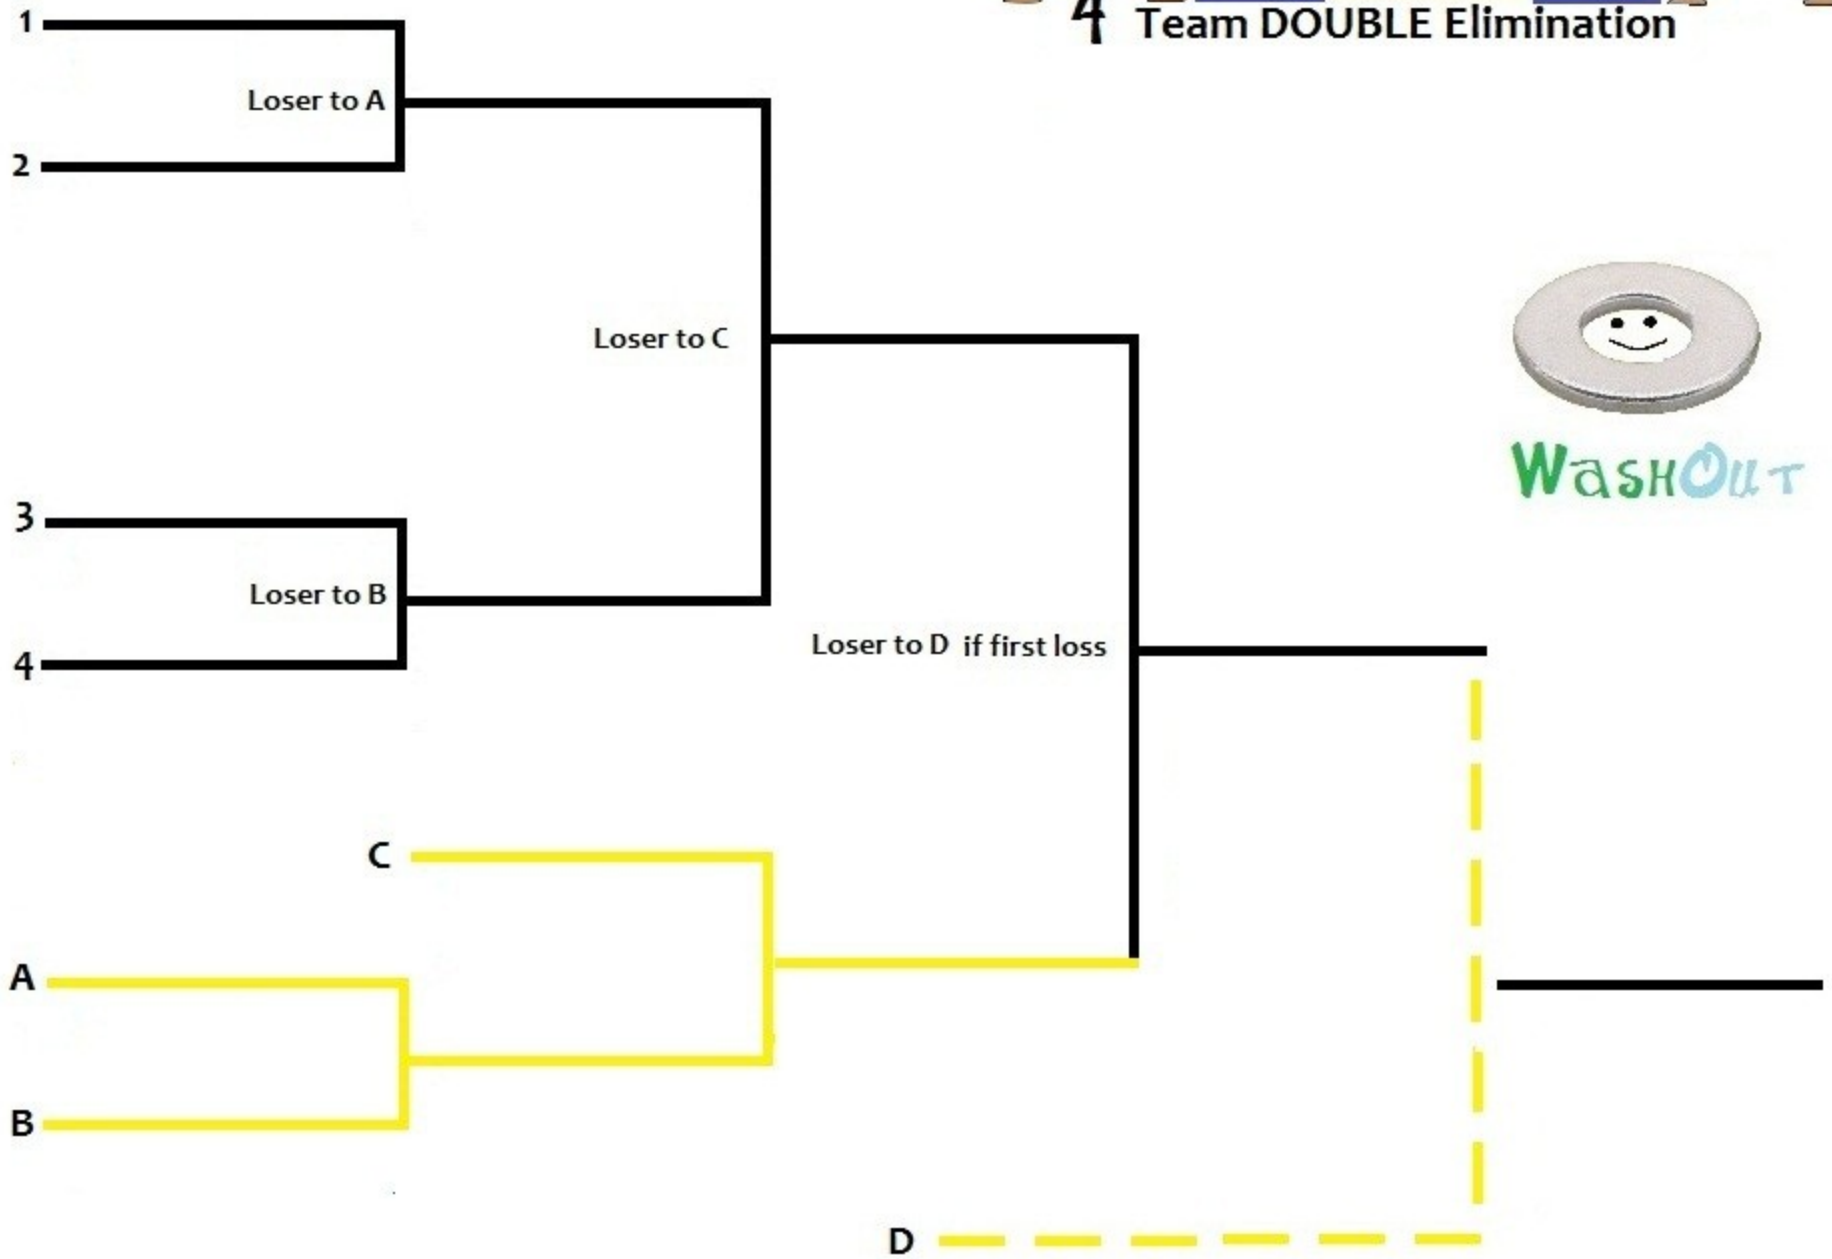 4 Team DOUBLE Elimination
1
Loser to A
2
Loser to C
3
Loser to B
4
WashOut
Loser to D if first loss
C
A
B
D